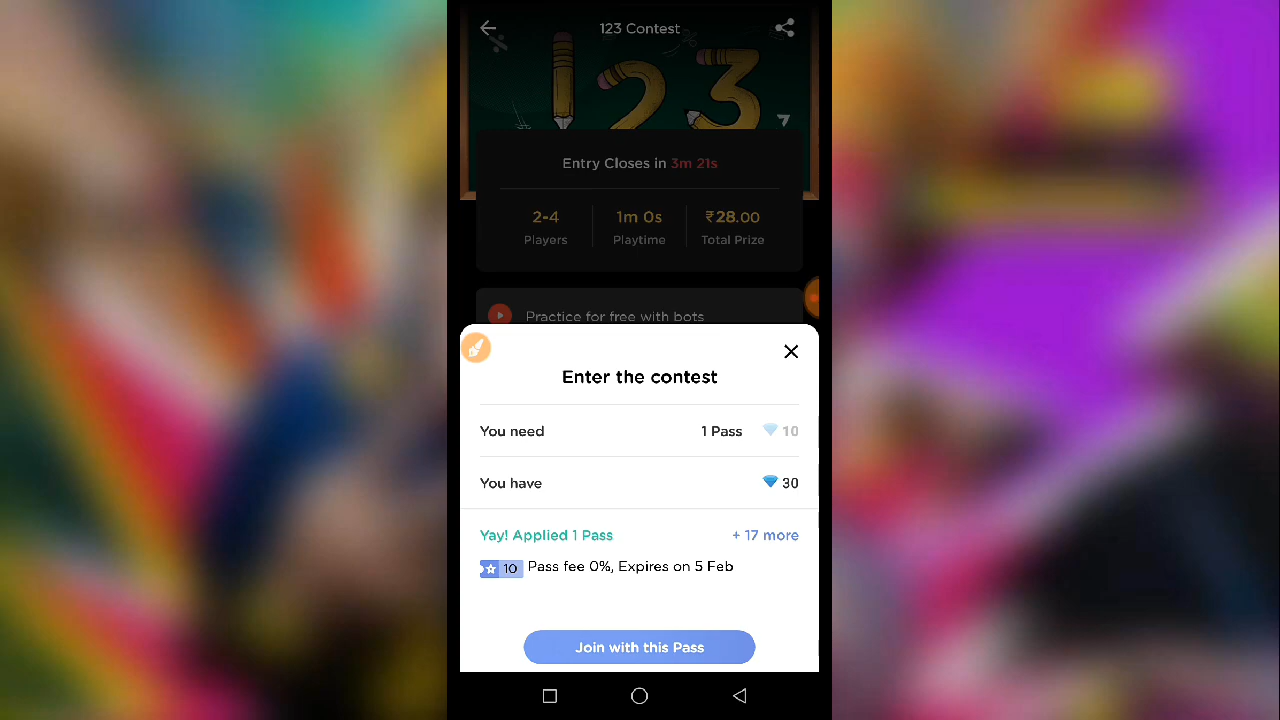 123 Contest
123
Entry Closes in 3m 21s
2-4 1m 0s ₹28.00
Players Playtime Total Prize
Practice for free with bots
Enter the contest
You need 1 Pass 10
You have 30
Yay! Applied 1 Pass + 17 more
10 Pass fee 0%, Expires on 5 Feb
Join with this Pass